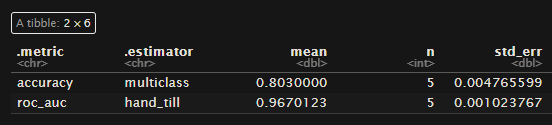 A tibble: 2 × 6
.metric .estimator mean n std_err
<chr> <chr> <dbl> <int> <dbl>
accuracy multiclass 0.8030000 5 0.004765599
roc_auc hand_till 0.9670123 5 0.001023767